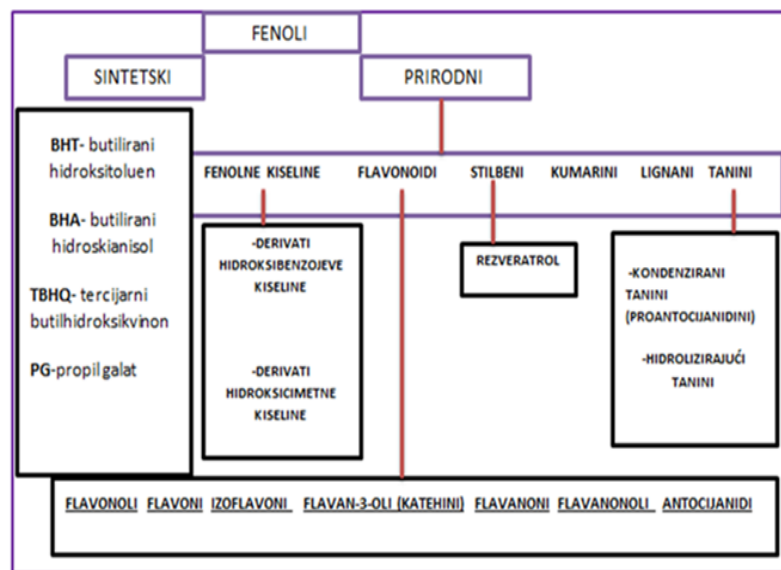 FENOLI
SINTETSKI
PRIRODNI
BHT- butilirani
hidroksitoluen
BHA- butilirani
hidroskianisol
TBHQ- tercijarni
butilhidroksikvinon
PG-propil galat
FENOLNE KISELINE FLAVONOIDI STILBENI KUMARINI LIGNANI TANINI
-DERIVATI
HIDROKSIBENZOJEVE
KISELINE
-DERIVATI
HIDROKSICIMETNE
KISELINE
REZVERATROL
-KONDENZIRANI
TANINI
(PROANTOCIJANIDINI)
-HIDROLIZIRAJUĆI
TANINI
FLAVONOLI FLAVONI IZOFLAVONI FLAVAN-3-OLI (KATEHINI) FLAVANONI FLAVANONOLI ANTOCIJANIDI